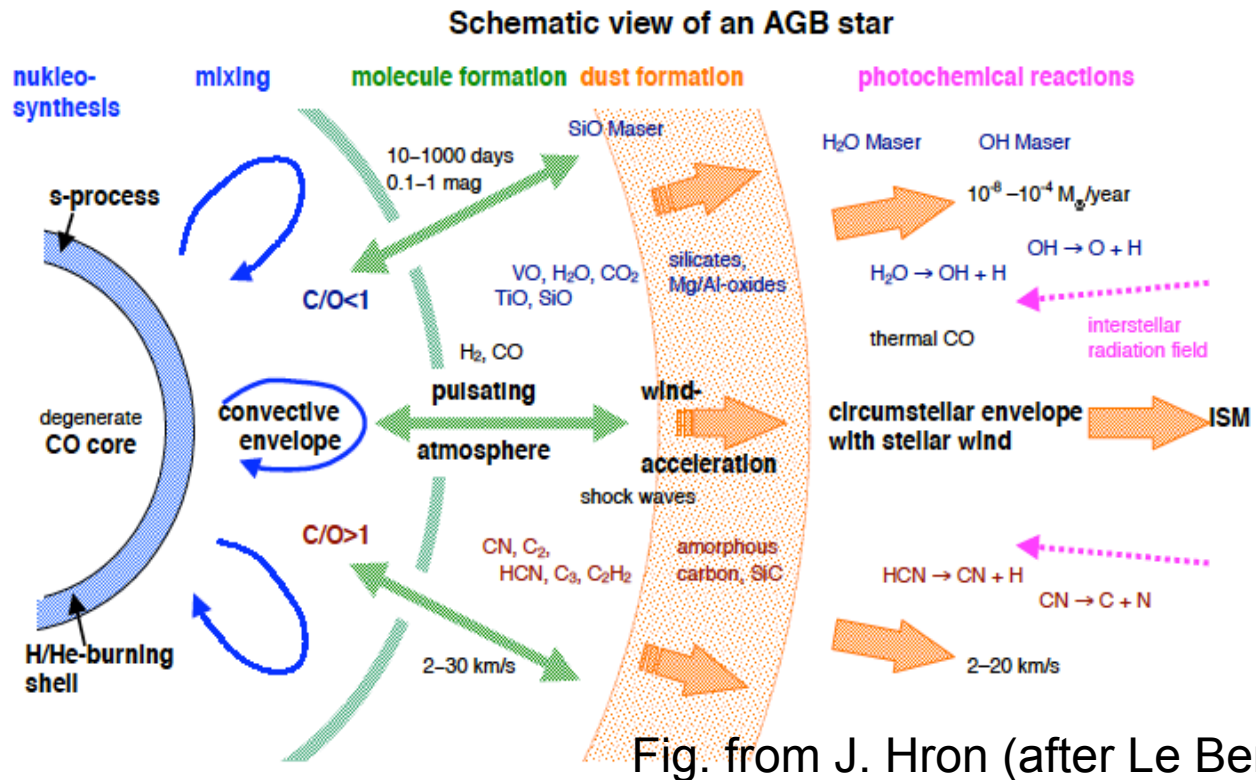 Schematic view of an AGB star
nukleo-
synthesis
mixing
molecule formation
dust formation
photochemical reactions
SiO Maser
H₂O Maser
OH Maser
10–1000 days
0.1–1 mag
10⁻⁸ –10⁻⁴ M⊙/year
s-process
OH → O + H
VO, H₂O, CO₂
TiO, SiO
silicates,
Mg/Al-oxides
H₂O → OH + H
C/O<1
interstellar
radiation field
thermal CO
H₂, CO
pulsating
atmosphere
wind-
acceleration
degenerate
CO core
convective
envelope
circumstellar envelope
with stellar wind
ISM
shock waves
C/O>1
CN, C₂,
HCN, C₃, C₂H₂
amorphous
carbon, SiC
HCN → CN + H
CN → C + N
H/He-burning
shell
2–30 km/s
2–20 km/s
Fig. from J. Hron (after Le Be